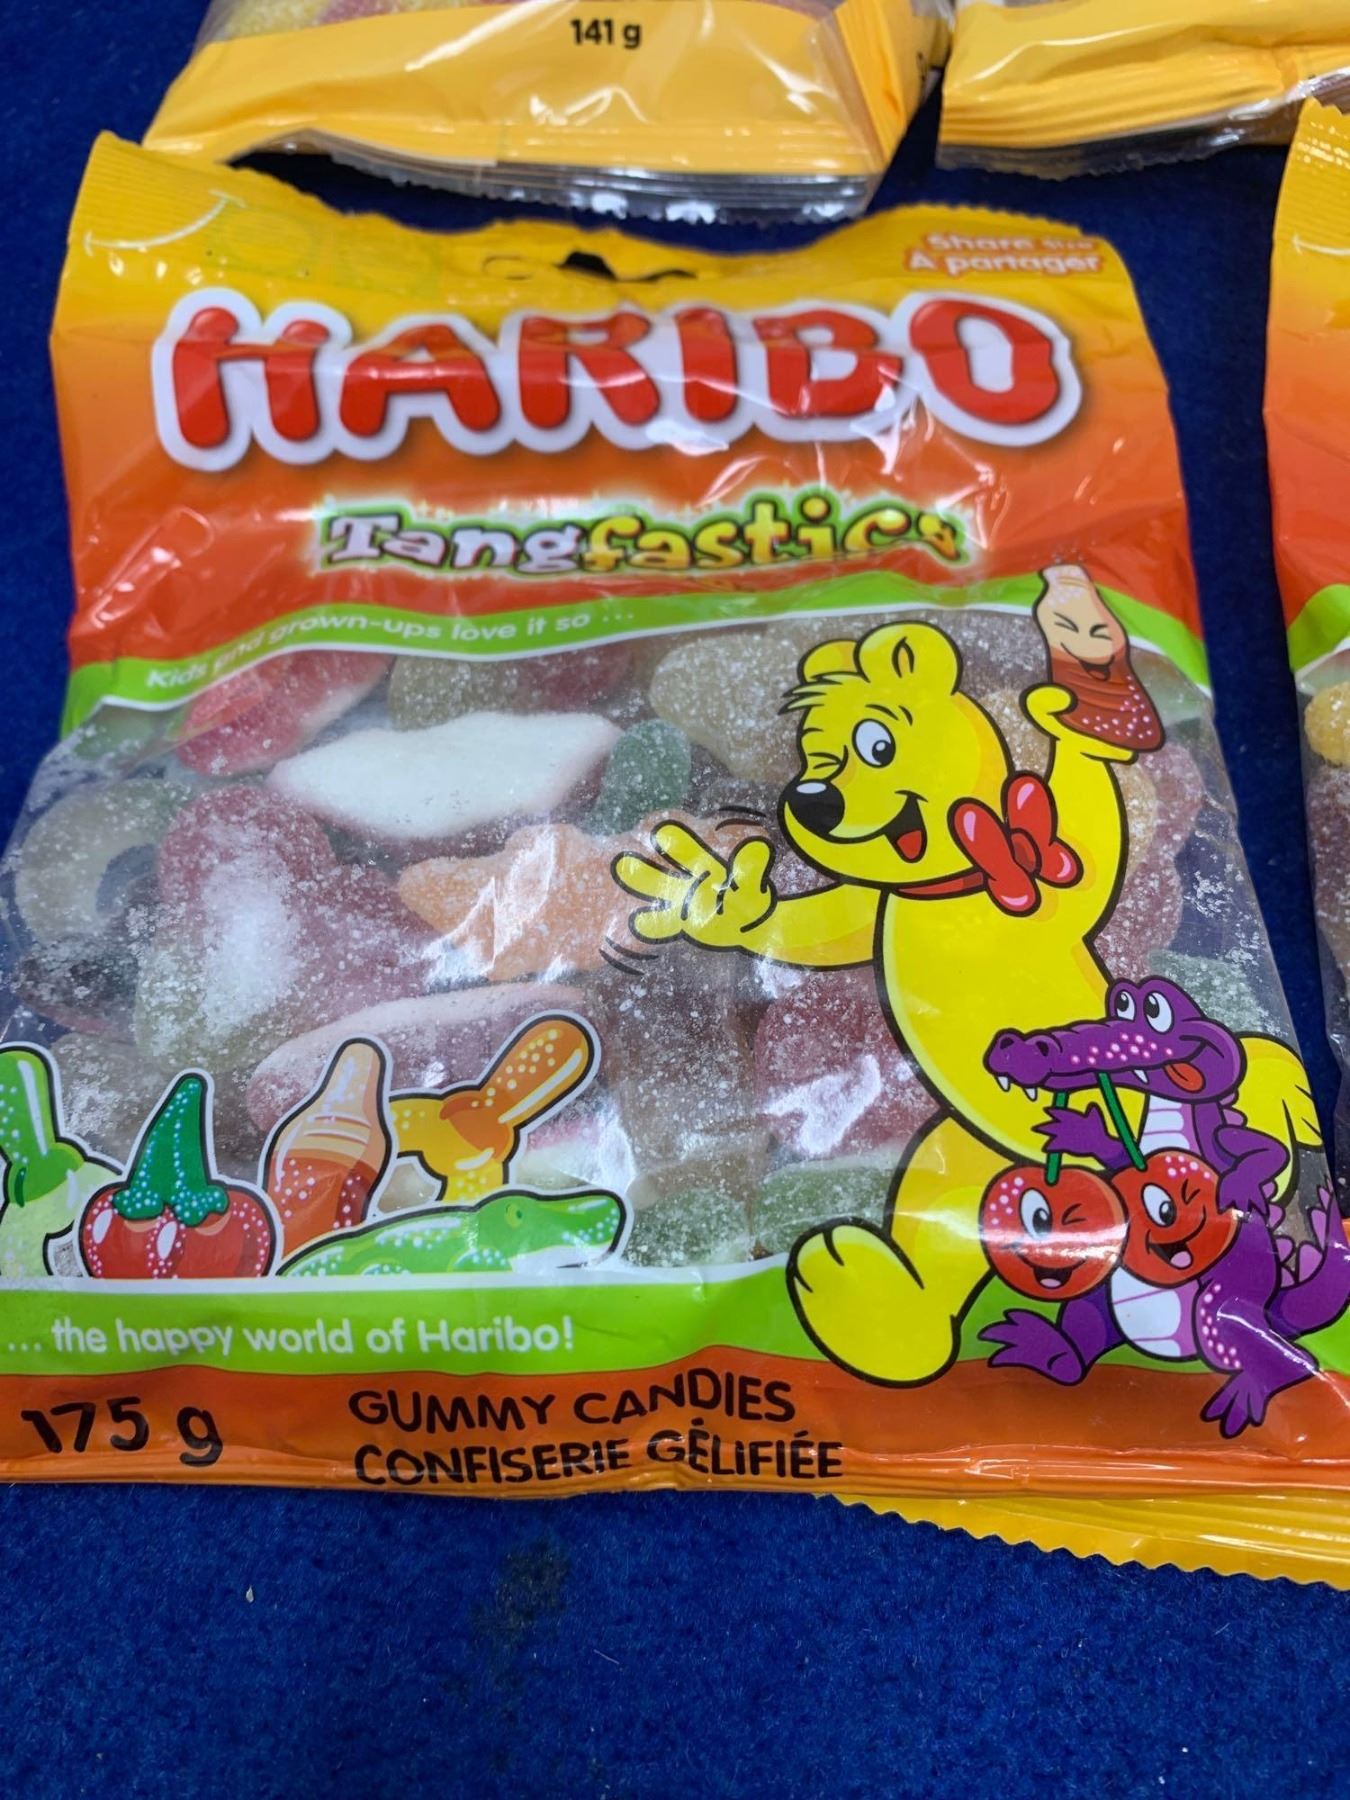 141 g
Share size
À partager
HARIBO
Tangfastics
Kids and grown-ups love it so ...
... the happy world of Haribo!
175 g
GUMMY CANDIES
CONFISERIE GÉLIFIÉE